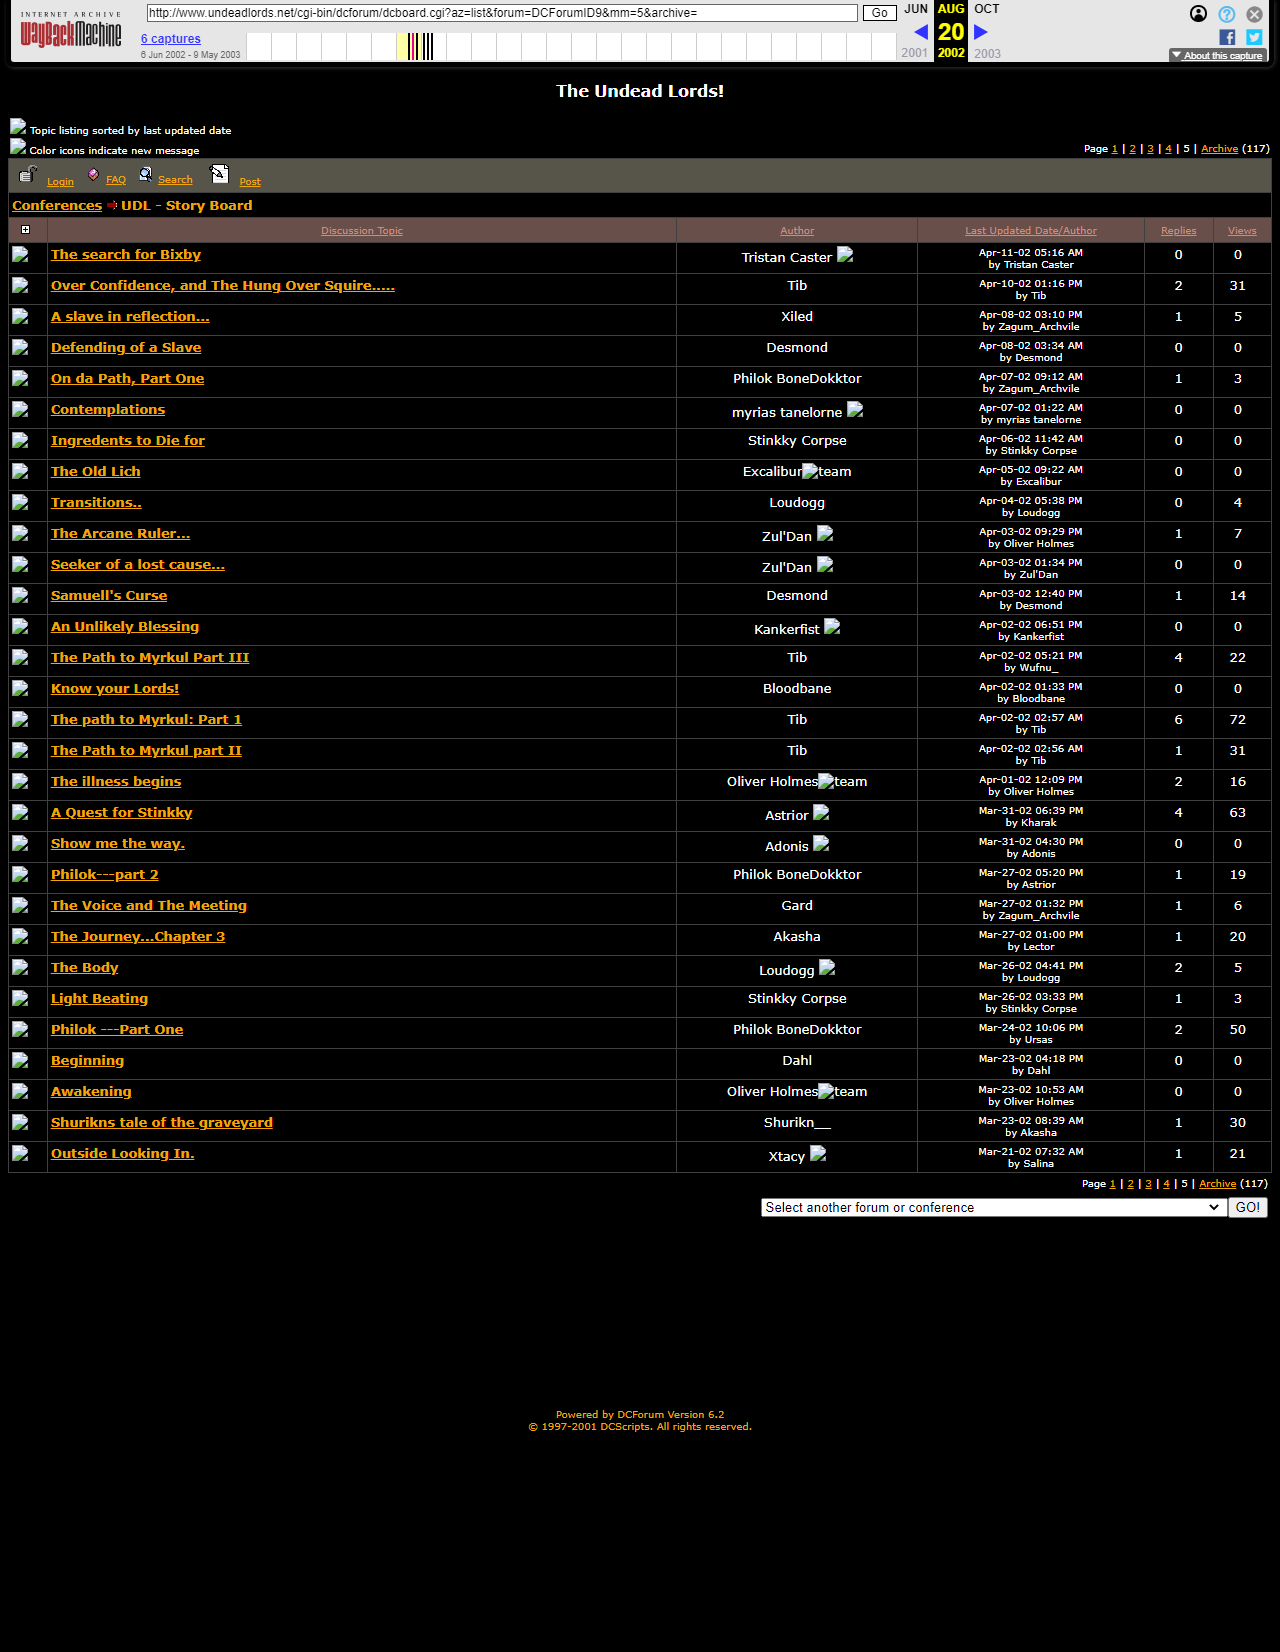 INTERNET ARCHIVE
WayBackMachine
http://www.undeadlords.net/cgi-bin/dcforum/dcboard.cgi?az=list&forum=DCForumID9&mm=5&archive=
Go
JUN AUG OCT
6 captures
20
6 Jun 2002 - 9 May 2003
2001 2002 2003
About this capture
The Undead Lords!
Topic listing sorted by last updated date
Color icons indicate new message
Page 1 | 2 | 3 | 4 | 5 | Archive (117)
Login FAQ Search Post
Conferences UDL - Story Board
Discussion Topic Author Last Updated Date/Author Replies Views
The search for Bixby Tristan Caster Apr-11-02 05:16 AM 0 0
by Tristan Caster
Over Confidence, and The Hung Over Squire..... Tib Apr-10-02 01:16 PM 2 31
by Tib
A slave in reflection... Xiled Apr-08-02 03:10 PM 1 5
by Zagum_Archvile
Defending of a Slave Desmond Apr-08-02 03:34 AM 0 0
by Desmond
On da Path, Part One Philok BoneDokktor Apr-07-02 09:12 AM 1 3
by Zagum_Archvile
Contemplations myrias tanelorne Apr-07-02 01:22 AM 0 0
by myrias tanelorne
Ingredents to Die for Stinkky Corpse Apr-06-02 11:42 AM 0 0
by Stinkky Corpse
The Old Lich Excalibur team Apr-05-02 09:22 AM 0 0
by Excalibur
Transitions.. Loudogg Apr-04-02 05:38 PM 0 4
by Loudogg
The Arcane Ruler... Zul'Dan Apr-03-02 09:29 PM 1 7
by Oliver Holmes
Seeker of a lost cause... Zul'Dan Apr-03-02 01:34 PM 0 0
by Zul'Dan
Samuell's Curse Desmond Apr-03-02 12:40 PM 1 14
by Desmond
An Unlikely Blessing Kankerfist Apr-02-02 06:51 PM 0 0
by Kankerfist
The Path to Myrkul Part III Tib Apr-02-02 05:21 PM 4 22
by Wufnu_
Know your Lords! Bloodbane Apr-02-02 01:33 PM 0 0
by Bloodbane
The path to Myrkul: Part 1 Tib Apr-02-02 02:57 AM 6 72
by Tib
The Path to Myrkul part II Tib Apr-02-02 02:56 AM 1 31
by Tib
The illness begins Oliver Holmes team Apr-01-02 12:09 PM 2 16
by Oliver Holmes
A Quest for Stinkky Astrior Mar-31-02 06:39 PM 4 63
by Kharak
Show me the way. Adonis Mar-31-02 04:30 PM 0 0
by Adonis
Philok---part 2 Philok BoneDokktor Mar-27-02 05:20 PM 1 19
by Astrior
The Voice and The Meeting Gard Mar-27-02 01:32 PM 1 6
by Zagum_Archvile
The Journey...Chapter 3 Akasha Mar-27-02 01:00 PM 1 20
by Lector
The Body Loudogg Mar-26-02 04:41 PM 2 5
by Loudogg
Light Beating Stinkky Corpse Mar-26-02 03:33 PM 1 3
by Stinkky Corpse
Philok ---Part One Philok BoneDokktor Mar-24-02 10:06 PM 2 50
by Ursas
Beginning Dahl Mar-23-02 04:18 PM 0 0
by Dahl
Awakening Oliver Holmes team Mar-23-02 10:53 AM 0 0
by Oliver Holmes
Shurikns tale of the graveyard Shurikn__ Mar-23-02 08:39 AM 1 30
by Akasha
Outside Looking In. Xtacy Mar-21-02 07:32 AM 1 21
by Salina
Page 1 | 2 | 3 | 4 | 5 | Archive (117)
Select another forum or conference GO!
Powered by DCForum Version 6.2
© 1997-2001 DCScripts. All rights reserved.